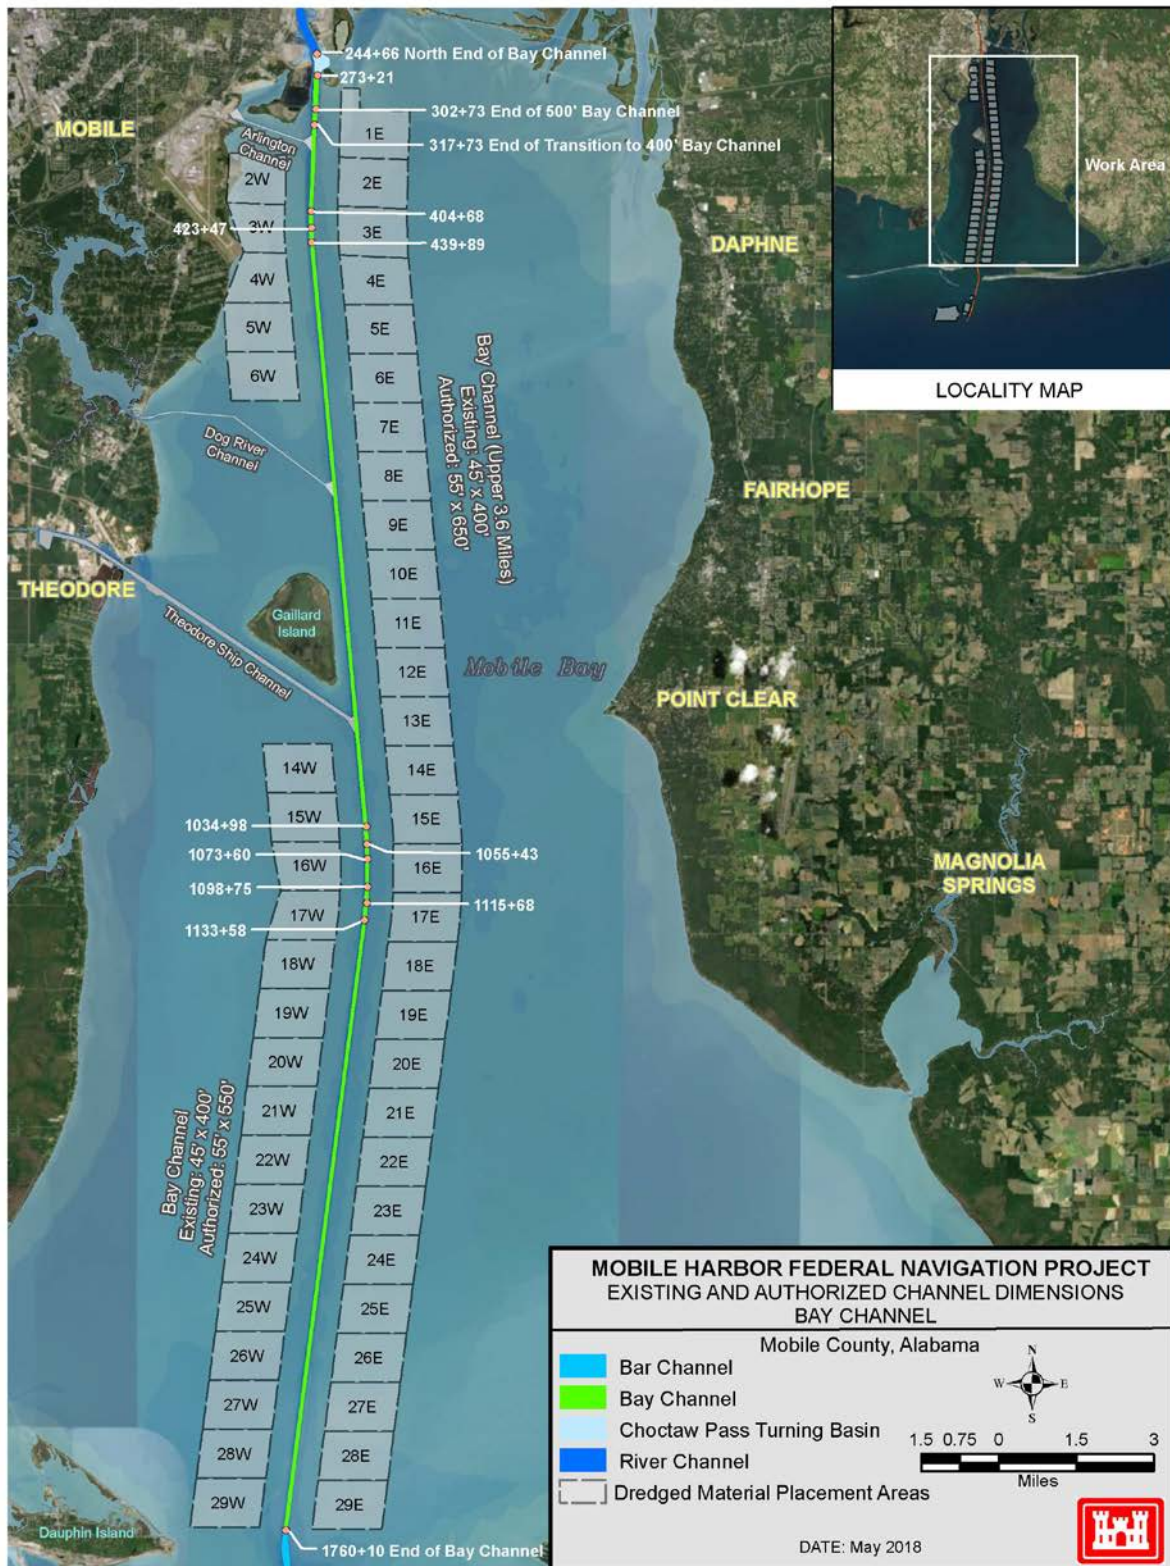 244+66 North End of Bay Channel
273+21
302+73 End of 500' Bay Channel
317+73 End of Transition to 400' Bay Channel
MOBILE
Arlington
Channel
1E
2W
2E
404+68
423+47
3W
3E
439+89
DAPHNE
Work Area
LOCALITY MAP
4W
4E
5W
5E
6W
6E
7E
Bay Channel (Upper 3.6 Miles)
Existing: 45' x 400'
Authorized: 55' x 650'
Dog River
Channel
8E
FAIRHOPE
9E
10E
THEODORE
Gaillard
Island
11E
Theodore Ship Channel
12E
Mobile Bay
POINT CLEAR
13E
14W
14E
15W
15E
1034+98
1055+43
1073+60
16W
16E
MAGNOLIA
SPRINGS
1098+75
1115+68
17W
17E
1133+58
18W
18E
19W
19E
20W
20E
21W
21E
Bay Channel
Existing: 45' x 400'
Authorized: 55' x 550'
22W
22E
23W
23E
24W
24E
25W
25E
26W
26E
27W
27E
28W
28E
29W
29E
Dauphin Island
1760+10 End of Bay Channel
MOBILE HARBOR FEDERAL NAVIGATION PROJECT
EXISTING AND AUTHORIZED CHANNEL DIMENSIONS
BAY CHANNEL
Mobile County, Alabama
Bar Channel
Bay Channel
Choctaw Pass Turning Basin
River Channel
Dredged Material Placement Areas
N
W E
S
1.5 0.75 0 1.5 3
Miles
DATE: May 2018